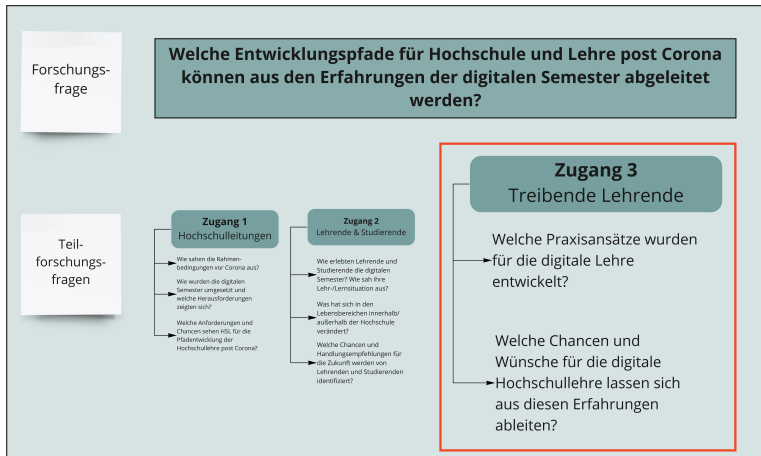 Forschungs-
frage
Welche Entwicklungspfade für Hochschule und Lehre post Corona
können aus den Erfahrungen der digitalen Semester abgeleitet
werden?
Teil-
forschungs-
fragen
Zugang 1
Hochschulleitungen
Wie sahen die Rahmen-
bedingungen vor Corona aus?
Wie wurden die digitalen
Semester umgesetzt und
welche Herausforderungen
zeigten sich?
Welche Anforderungen und
Chancen sehen HSL für die
Pfadentwicklung der
Hochschullehre post Corona?
Zugang 2
Lehrende & Studierende
Wie erlebten Lehrende und
Studierende die digitalen
Semester? Wie sah ihre
Lehr-/Lernsituation aus?
Was hat sich in den
Lebensbereichen innerhalb/
außerhalb der Hochschule
verändert?
Welche Chancen und
Handlungsempfehlungen für
die Zukunft werden von
Lehrenden und Studierenden
identifiziert?
Zugang 3
Treibende Lehrende
Welche Praxisansätze wurden
für die digitale Lehre
entwickelt?
Welche Chancen und
Wünsche für die digitale
Hochschullehre lassen sich
aus diesen Erfahrungen
ableiten?